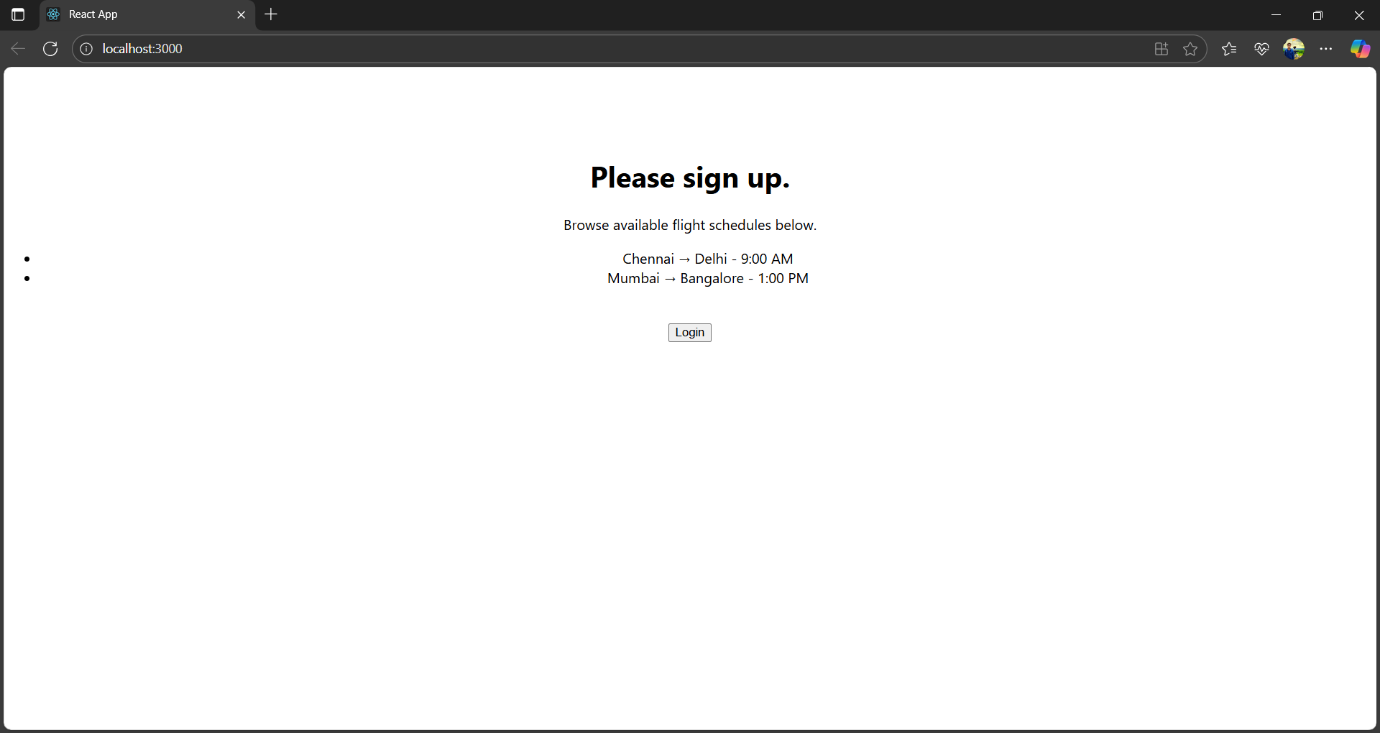 React App
localhost:3000
Please sign up.
Browse available flight schedules below.
• Chennai → Delhi - 9:00 AM
• Mumbai → Bangalore - 1:00 PM
Login